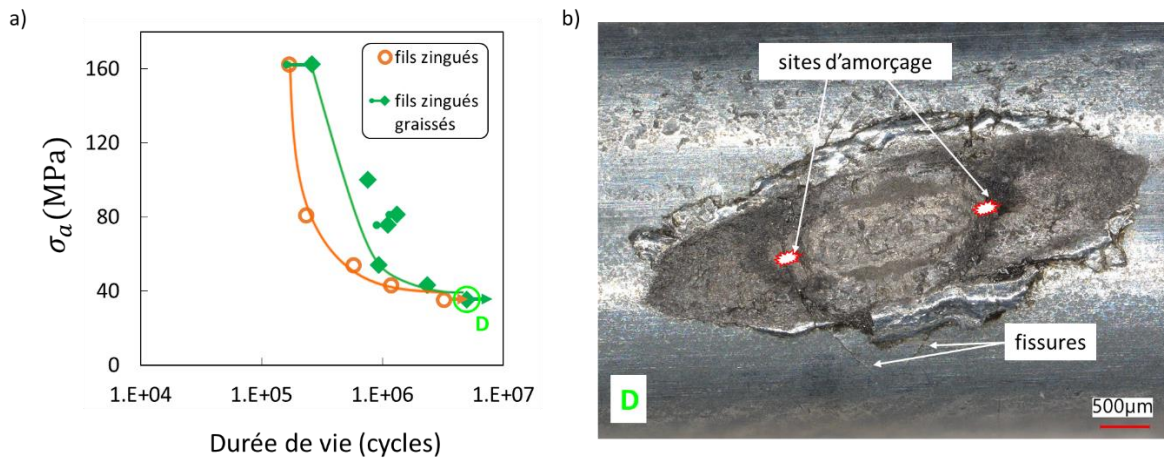 a)
160
120
80
40
0
σa (MPa)
1.E+04 1.E+05 1.E+06 1.E+07
Durée de vie (cycles)
fils zingués
fils zingués
graissés
D
b)
sites d'amorçage
fissures
D
500µm